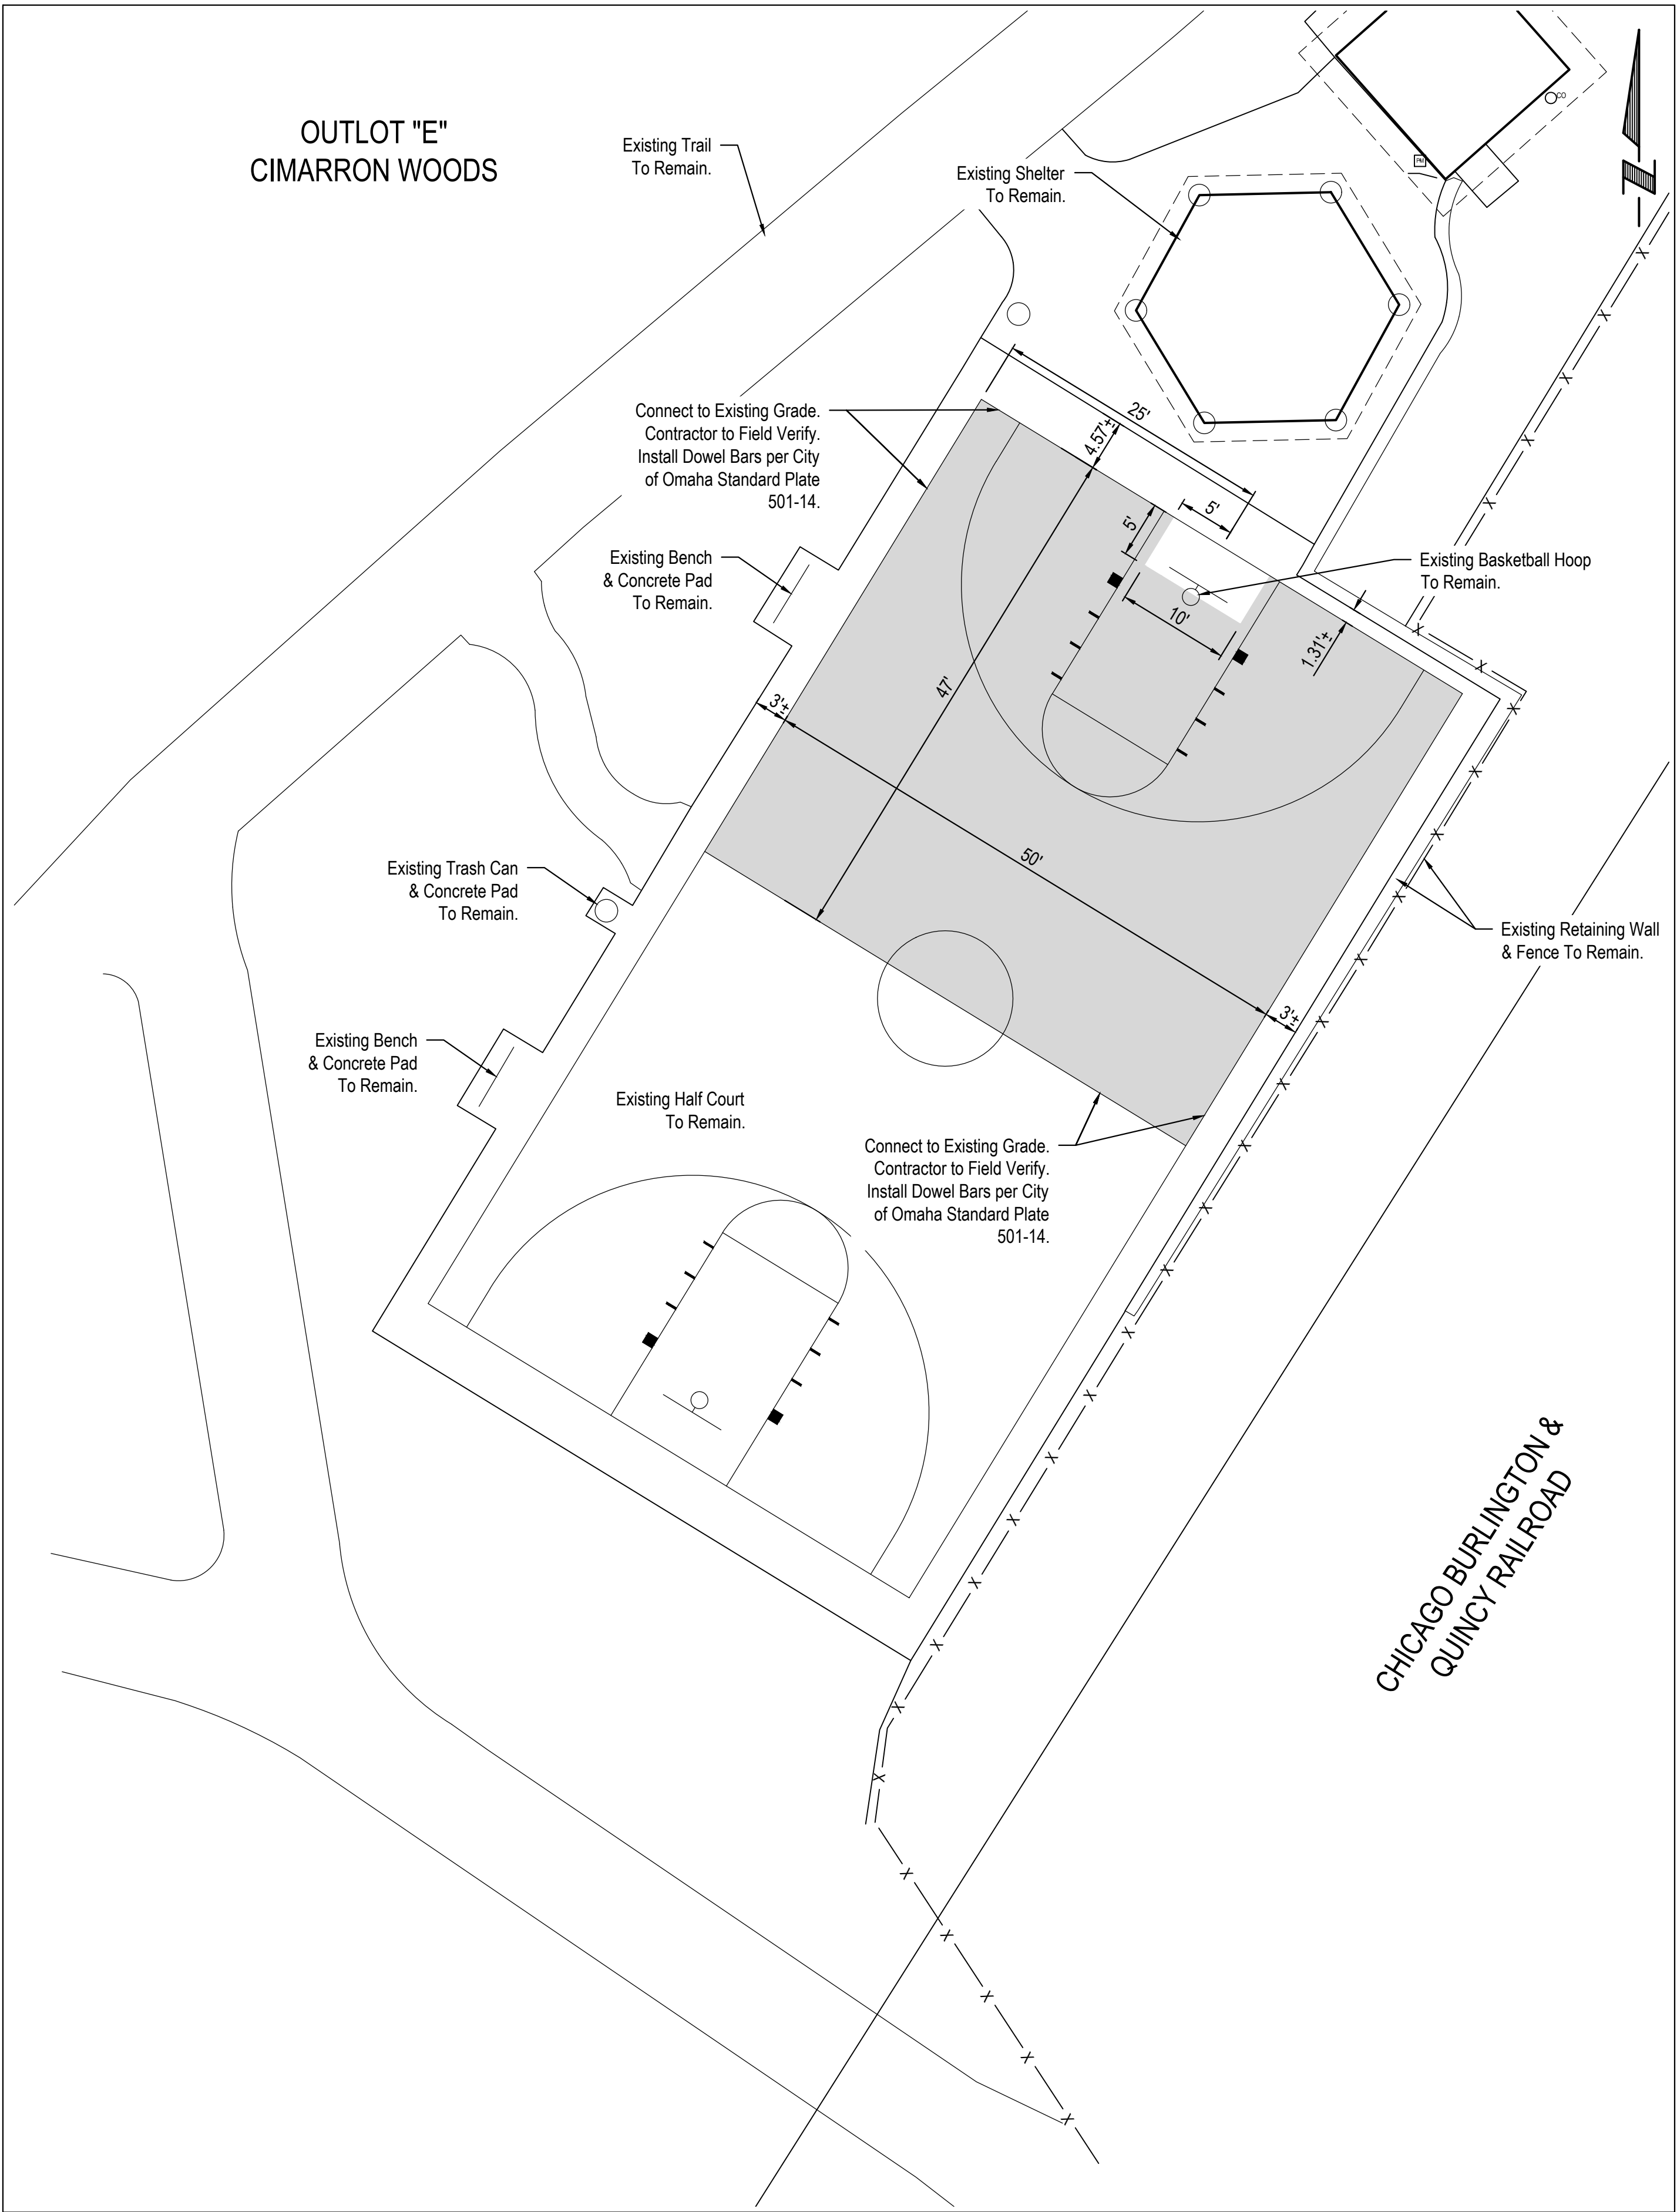 OUTLOT "E"
CIMARRON WOODS
Existing Trail
To Remain.
Existing Shelter
To Remain.
CO
PM
N
Connect to Existing Grade.
Contractor to Field Verify.
Install Dowel Bars per City
of Omaha Standard Plate
501-14.
25'
4.57'±
5'
5'
Existing Bench
& Concrete Pad
To Remain.
Existing Basketball Hoop
To Remain.
10'
1.31'±
47'
3'±
50'
Existing Trash Can
& Concrete Pad
To Remain.
Existing Retaining Wall
& Fence To Remain.
3'±
Existing Bench
& Concrete Pad
To Remain.
Existing Half Court
To Remain.
Connect to Existing Grade.
Contractor to Field Verify.
Install Dowel Bars per City
of Omaha Standard Plate
501-14.
CHICAGO BURLINGTON &
QUINCY RAILROAD